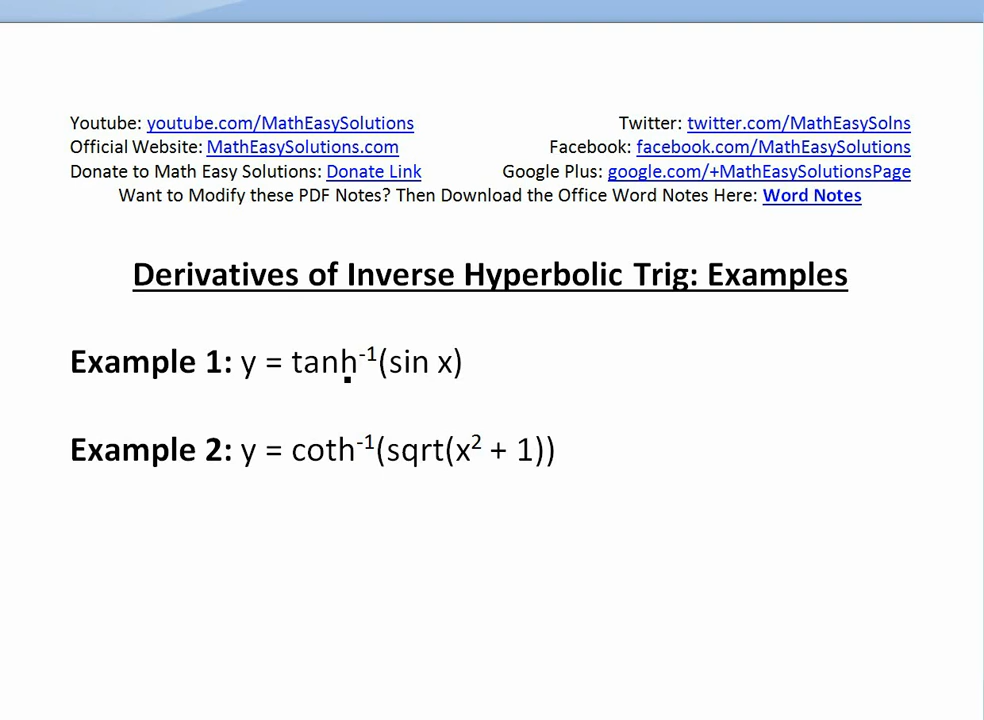 Youtube: youtube.com/MathEasySolutions Twitter: twitter.com/MathEasySolns
Official Website: MathEasySolutions.com Facebook: facebook.com/MathEasySolutions
Donate to Math Easy Solutions: Donate Link Google Plus: google.com/+MathEasySolutionsPage
Want to Modify these PDF Notes? Then Download the Office Word Notes Here: Word Notes
Derivatives of Inverse Hyperbolic Trig: Examples
Example 1: y = tanh⁻¹(sin x)
Example 2: y = coth⁻¹(sqrt(x² + 1))